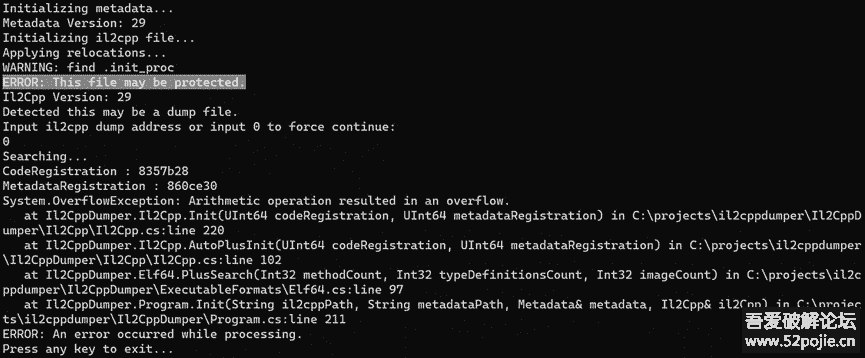 Initializing metadata...
Metadata Version: 29
Initializing il2cpp file...
Applying relocations...
WARNING: find .init_proc
ERROR: This file may be protected.
Il2Cpp Version: 29
Detected this may be a dump file.
Input il2cpp dump address or input 0 to force continue:
0
Searching...
CodeRegistration : 8357b28
MetadataRegistration : 860ce30
System.OverflowException: Arithmetic operation resulted in an overflow.
   at Il2CppDumper.Il2Cpp.Init(UInt64 codeRegistration, UInt64 metadataRegistration) in C:\projects\il2cppdumper\Il2CppD
umper\Il2Cpp\Il2Cpp.cs:line 220
   at Il2CppDumper.Il2Cpp.AutoPlusInit(UInt64 codeRegistration, UInt64 metadataRegistration) in C:\projects\il2cppdumper
\Il2CppDumper\Il2Cpp\Il2Cpp.cs:line 102
   at Il2CppDumper.Elf64.PlusSearch(Int32 methodCount, Int32 typeDefinitionsCount, Int32 imageCount) in C:\projects\il2c
ppdumper\Il2CppDumper\ExecutableFormats\Elf64.cs:line 97
   at Il2CppDumper.Program.Init(String il2cppPath, String metadataPath, Metadata& metadata, Il2Cpp& il2Cpp) in C:\projec
ts\il2cppdumper\Il2CppDumper\Program.cs:line 211
ERROR: An error occurred while processing.
Press any key to exit...
吾爱破解论坛
www.52pojie.cn